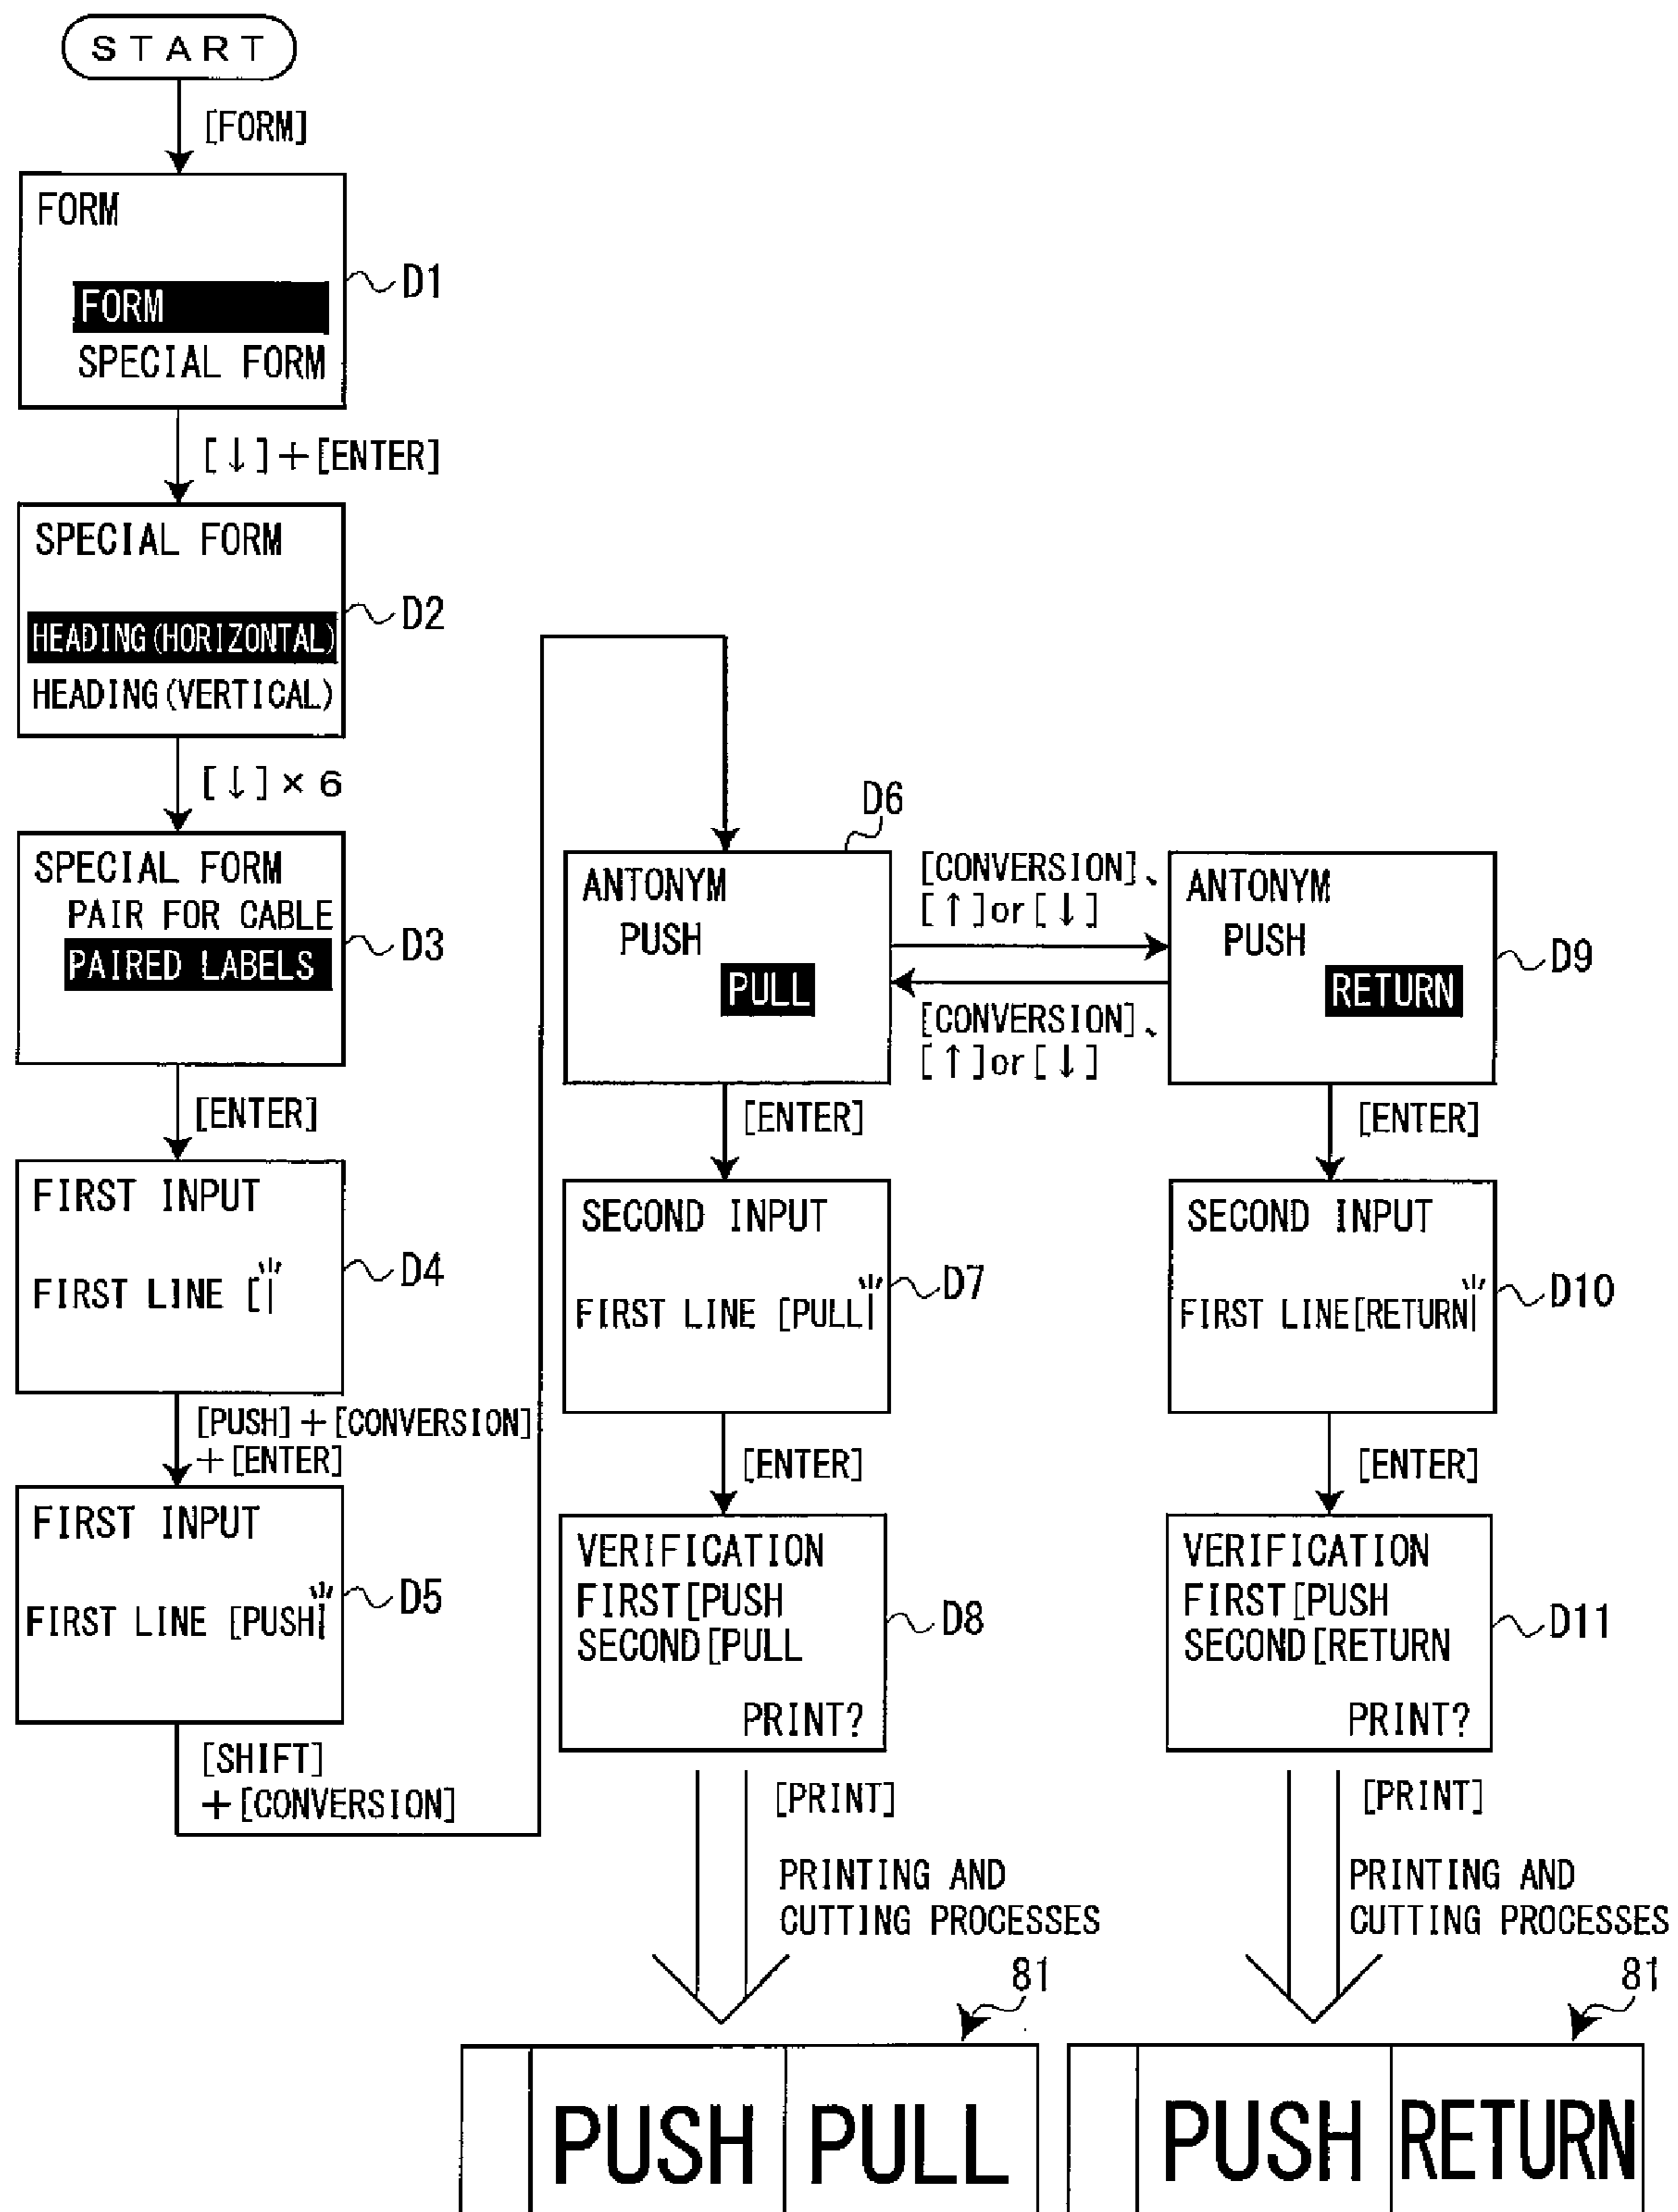 START
[FORM]
FORM
FORM
SPECIAL FORM
D1
[↓]+[ENTER]
SPECIAL FORM
HEADING(HORIZONTAL)
HEADING(VERTICAL)
D2
[↓]×6
SPECIAL FORM
PAIR FOR CABLE
PAIRED LABELS
D3
[ENTER]
FIRST INPUT
FIRST LINE [|
D4
[PUSH]+[CONVERSION]
+[ENTER]
FIRST INPUT
FIRST LINE [PUSH|
D5
[SHIFT]
+[CONVERSION]
D6
ANTONYM
PUSH
PULL
[CONVERSION]、
[↑]or[↓]
[CONVERSION]、
[↑]or[↓]
ANTONYM
PUSH
RETURN
D9
[ENTER]
SECOND INPUT
FIRST LINE [PULL|
D7
[ENTER]
VERIFICATION
FIRST[PUSH
SECOND[PULL
PRINT?
D8
[PRINT]
PRINTING AND
CUTTING PROCESSES
81
PUSH PULL
[ENTER]
SECOND INPUT
FIRST LINE[RETURN|
D10
[ENTER]
VERIFICATION
FIRST[PUSH
SECOND[RETURN
PRINT?
D11
[PRINT]
PRINTING AND
CUTTING PROCESSES
81
PUSH RETURN